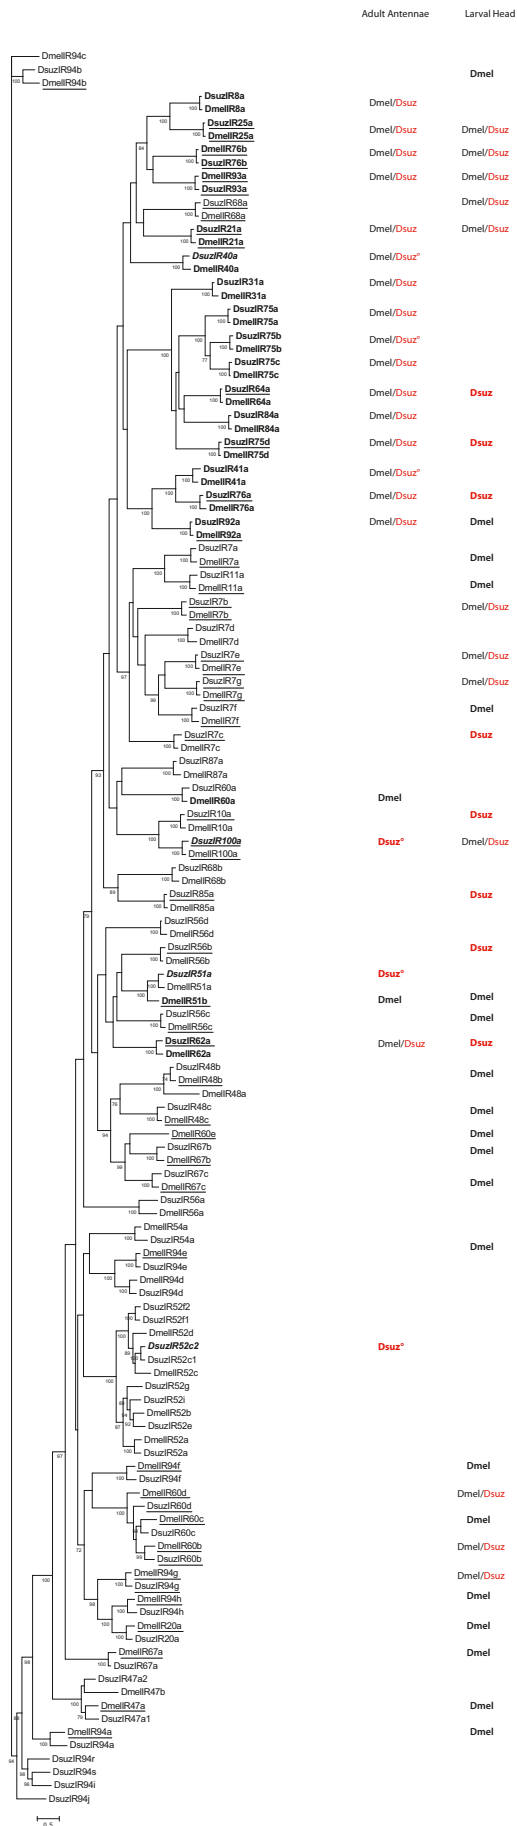 Adult Antennae Larval Head
DmelIR94c
DsuzIR94b Dmel
DmelIR94b
DsuzIR8a
DmelIR8a Dmel/Dsuz
DsuzIR25a
DmelIR25a Dmel/Dsuz Dmel/Dsuz
DmelIR76b
DsuzIR76b Dmel/Dsuz Dmel/Dsuz
DmelIR93a Dmel/Dsuz Dmel/Dsuz
DsuzIR93a
DsuzIR68a Dmel/Dsuz
DmelIR68a
DsuzIR21a Dmel/Dsuz Dmel/Dsuz
DmelIR21a
DsuzIR40a Dmel/Dsuz°
DmelIR40a
DsuzIR31a Dmel/Dsuz
DmelIR31a
DsuzIR75a Dmel/Dsuz
DmelIR75a
DsuzIR75b Dmel/Dsuz°
DmelIR75b
DsuzIR75c Dmel/Dsuz
DmelIR75c
DsuzIR64a Dmel/Dsuz Dsuz
DmelIR64a
DsuzIR84a Dmel/Dsuz
DmelIR84a
DsuzIR75d Dmel/Dsuz Dsuz
DmelIR75d
DsuzIR41a Dmel/Dsuz°
DmelIR41a
DsuzIR76a Dmel/Dsuz Dsuz
DmelIR76a
DsuzIR92a Dmel/Dsuz Dmel
DmelIR92a
DsuzIR7a Dmel
DmelIR7a
DsuzIR11a Dmel
DmelIR11a
DsuzIR7b Dmel/Dsuz
DmelIR7b
DsuzIR7d
DmelIR7d
DsuzIR7e Dmel/Dsuz
DmelIR7e
DsuzIR7g Dmel/Dsuz
DmelIR7g
DsuzIR7f Dmel
DmelIR7f
DsuzIR7c Dsuz
DmelIR7c
DsuzIR87a
DmelIR87a
DsuzIR60a
DmelIR60a Dmel
DsuzIR10a Dsuz
DmelIR10a
DsuzIR100a Dsuz° Dmel/Dsuz
DmelIR100a
DsuzIR68b
DmelIR68b
DsuzIR85a Dsuz
DmelIR85a
DsuzIR56d
DmelIR56d
DsuzIR56b Dsuz
DmelIR56b
DsuzIR51a Dsuz°
DmelIR51a
DmelIR51b Dmel Dmel
DsuzIR56c Dmel
DmelIR56c
DsuzIR62a Dmel/Dsuz Dsuz
DmelIR62a
DsuzIR48b Dmel
DmelIR48b
DmelIR48a
DsuzIR48c Dmel
DmelIR48c
DmelIR60e Dmel
DsuzIR67b Dmel
DmelIR67b
DsuzIR67c Dmel
DmelIR67c
DsuzIR56a
DmelIR56a
DmelIR54a
DsuzIR54a
DmelIR94e Dmel
DsuzIR94e
DmelIR94d
DsuzIR94d
DsuzIR52f2
DsuzIR52f1
DmelIR52d
DsuzIR52c2 Dsuz°
DsuzIR52c1
DmelIR52c
DsuzIR52g
DsuzIR52i
DmelIR52b
DsuzIR52e
DmelIR52a
DsuzIR52a
DmelIR94f Dmel
DsuzIR94f
DmelIR60d Dmel/Dsuz
DsuzIR60d
DmelIR60c Dmel
DsuzIR60c
DmelIR60b Dmel/Dsuz
DsuzIR60b
DmelIR94g Dmel/Dsuz
DsuzIR94g
DmelIR94h Dmel
DsuzIR94h
DmelIR20a Dmel
DsuzIR20a
DmelIR67a Dmel
DsuzIR67a
DsuzIR47a2
DmelIR47b
DmelIR47a Dmel
DsuzIR47a1
DmelIR94a Dmel
DsuzIR94a
DsuzIR94r
DsuzIR94s
DsuzIR94i
DsuzIR94j
0.5